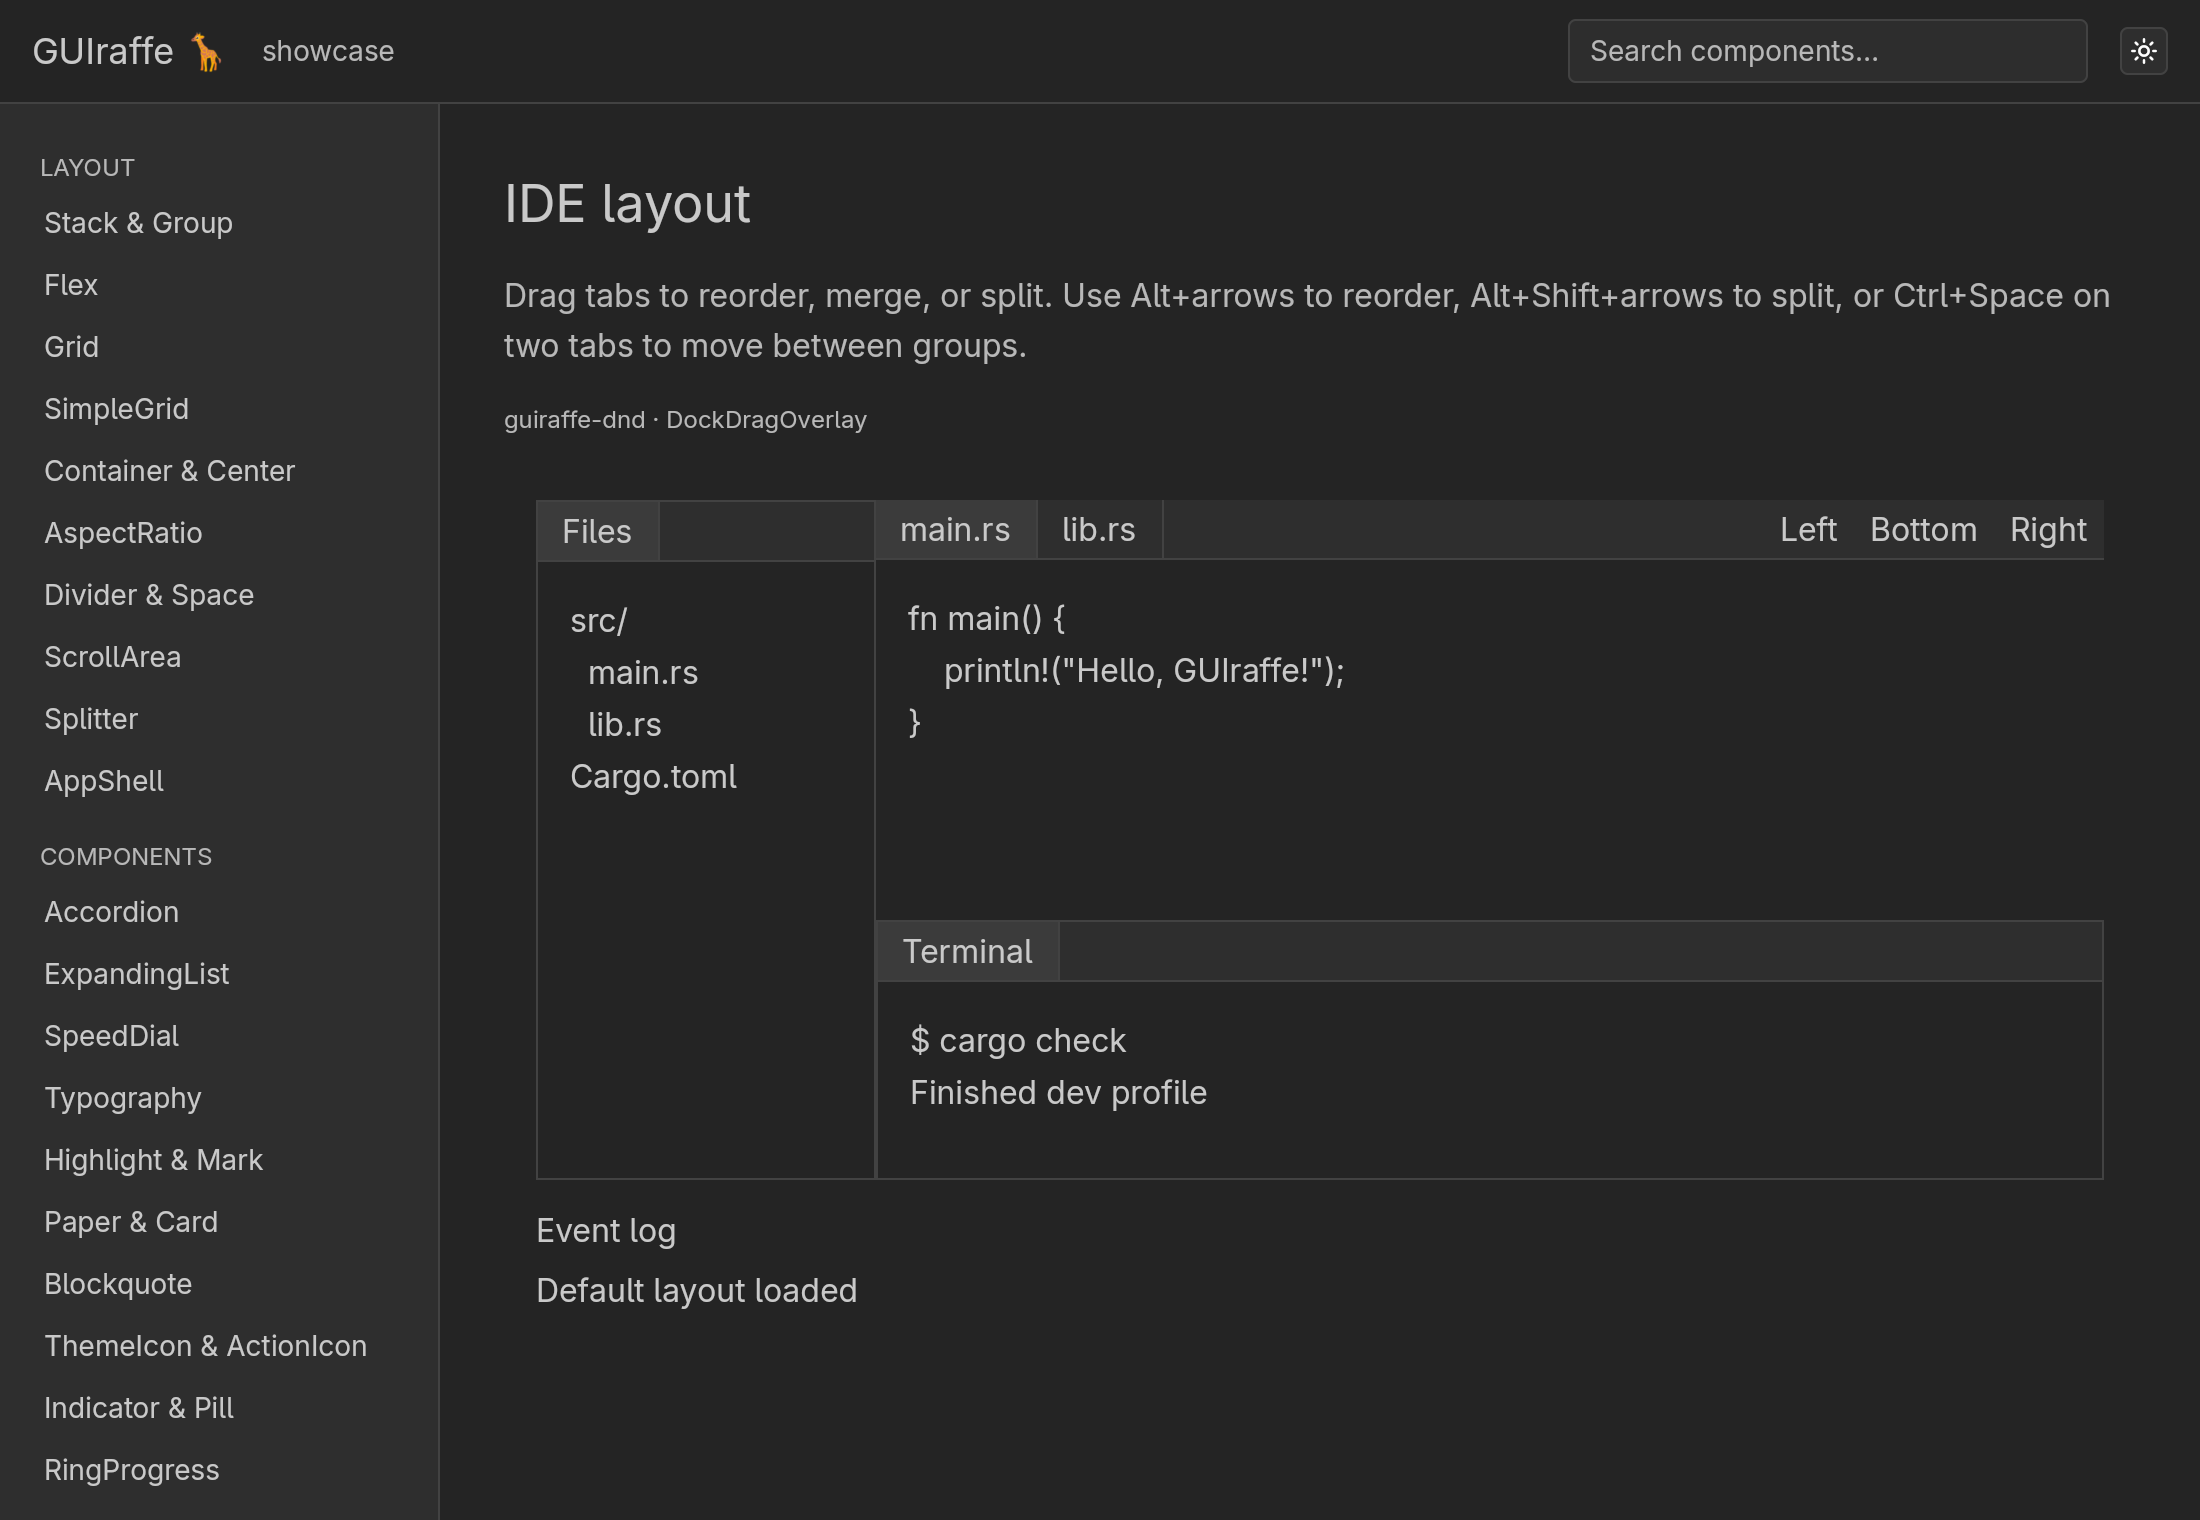 GUIraffe 🦒 showcase
Search components...
LAYOUT
Stack & Group
Flex
Grid
SimpleGrid
Container & Center
AspectRatio
Divider & Space
ScrollArea
Splitter
AppShell
COMPONENTS
Accordion
ExpandingList
SpeedDial
Typography
Highlight & Mark
Paper & Card
Blockquote
ThemeIcon & ActionIcon
Indicator & Pill
RingProgress
IDE layout
Drag tabs to reorder, merge, or split. Use Alt+arrows to reorder, Alt+Shift+arrows to split, or Ctrl+Space on
two tabs to move between groups.
guiraffe-dnd · DockDragOverlay
Files
src/
  main.rs
  lib.rs
Cargo.toml
main.rs lib.rs Left Bottom Right
fn main() {
    println!("Hello, GUIraffe!");
}
Terminal
$ cargo check
Finished dev profile
Event log
Default layout loaded